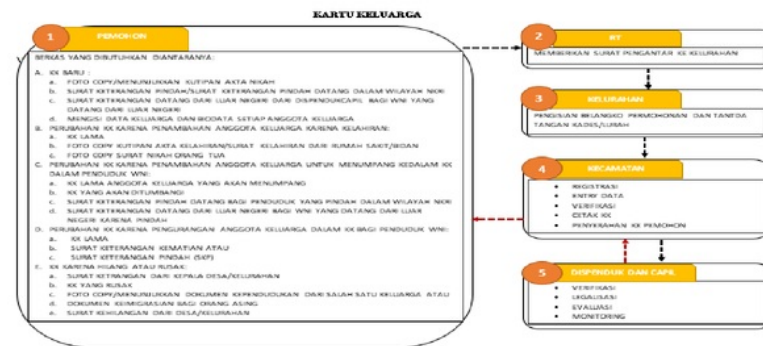 KARTU KELUARGA
1 PEMOHON
BERKAS YANG DIBUTUHKAN DIANTARANYA:
A. KK BARU :
a. FOTO COPY/MENUNJUKKAN KUTIPAN AKTA NIKAH
b. SURAT KETERANGAN PINDAH/SURAT KETERANGAN PINDAH DATANG DALAM WILAYAH NKRI
c. SURAT KETERANGAN DATANG DARI LUAR NEGERI DARI DISPENDUKCAPIL BAGI WNI YANG
DATANG DARI LUAR NEGERI
d. MENGISI DATA KELUARGA DAN BIODATA SETIAP ANGGOTA KELUARGA
B. PERUBAHAN KK KARENA PENAMBAHAN ANGGOTA KELUARGA KARENA KELAHIRAN:
a. KK LAMA
b. FOTO COPY KUTIPAN AKTA KELAHIRAN/SURAT KELAHIRAN DARI RUMAH SAKIT/BIDAN
c. FOTO COPY SURAT NIKAH ORANG TUA
C. PERUBAHAN KK KARENA PENAMBAHAN ANGGOTA KELUARGA UNTUK MENUMPANG KEDALAM KK
DALAM PENDUDUK WNI:
a. KK LAMA ANGGOTA KELUARGA YANG AKAN MENUMPANG
b. KK YANG AKAN DITUMPANGI
c. SURAT KETERANGAN PINDAH DATANG BAGI PENDUDUK YANG PINDAH DALAM WILAYAH NKRI
d. SURAT KETERANGAN DATANG DARI LUAR NEGERI BAGI WNI YANG DATANG DARI LUAR
NEGERI KARENA PINDAH
D. PERUBAHAN KK KARENA PENGURANGAN ANGGOTA KELUARGA DALAM KK BAGI PENDUDUK WNI:
a. KK LAMA
b. SURAT KETERANGAN KEMATIAN ATAU
c. SURAT KETERANGAN PINDAH (SKP)
KK KARENA HILANG ATAU RUSAK:
a. SURAT KETRANGAN DARI KEPALA DESA/KELURAHAN
b. KK YANG RUSAK
c. FOTO COPY/MENUNJUKKAN DOKUMEN KEPENDUDUKAN DARI SALAH SATU KELUARGA ATAU
d. DOKUMEN KEIMIGRASIAN BAGI ORANG ASING
e. SURAT KEHILANGAN DARI DESA/KELURAHAN
2 RT
MEMBERIKAN SURAT PENGANTAR KE KELURAHAN
3 KELURAHAN
PENGISIAN BELANGKO PERMOHONAN DAN TANTDA
TANGAN KADES/LURAH
4 KECAMATAN
REGISTRASI
ENTRY DATA
VERIFIKASI
CETAK KK
PENYERAHAN KK PEMOHON
5 DISPENDUK DAN CAPIL
VERIFIKASI
LEGALISASI
EVALUASI
MONITORING